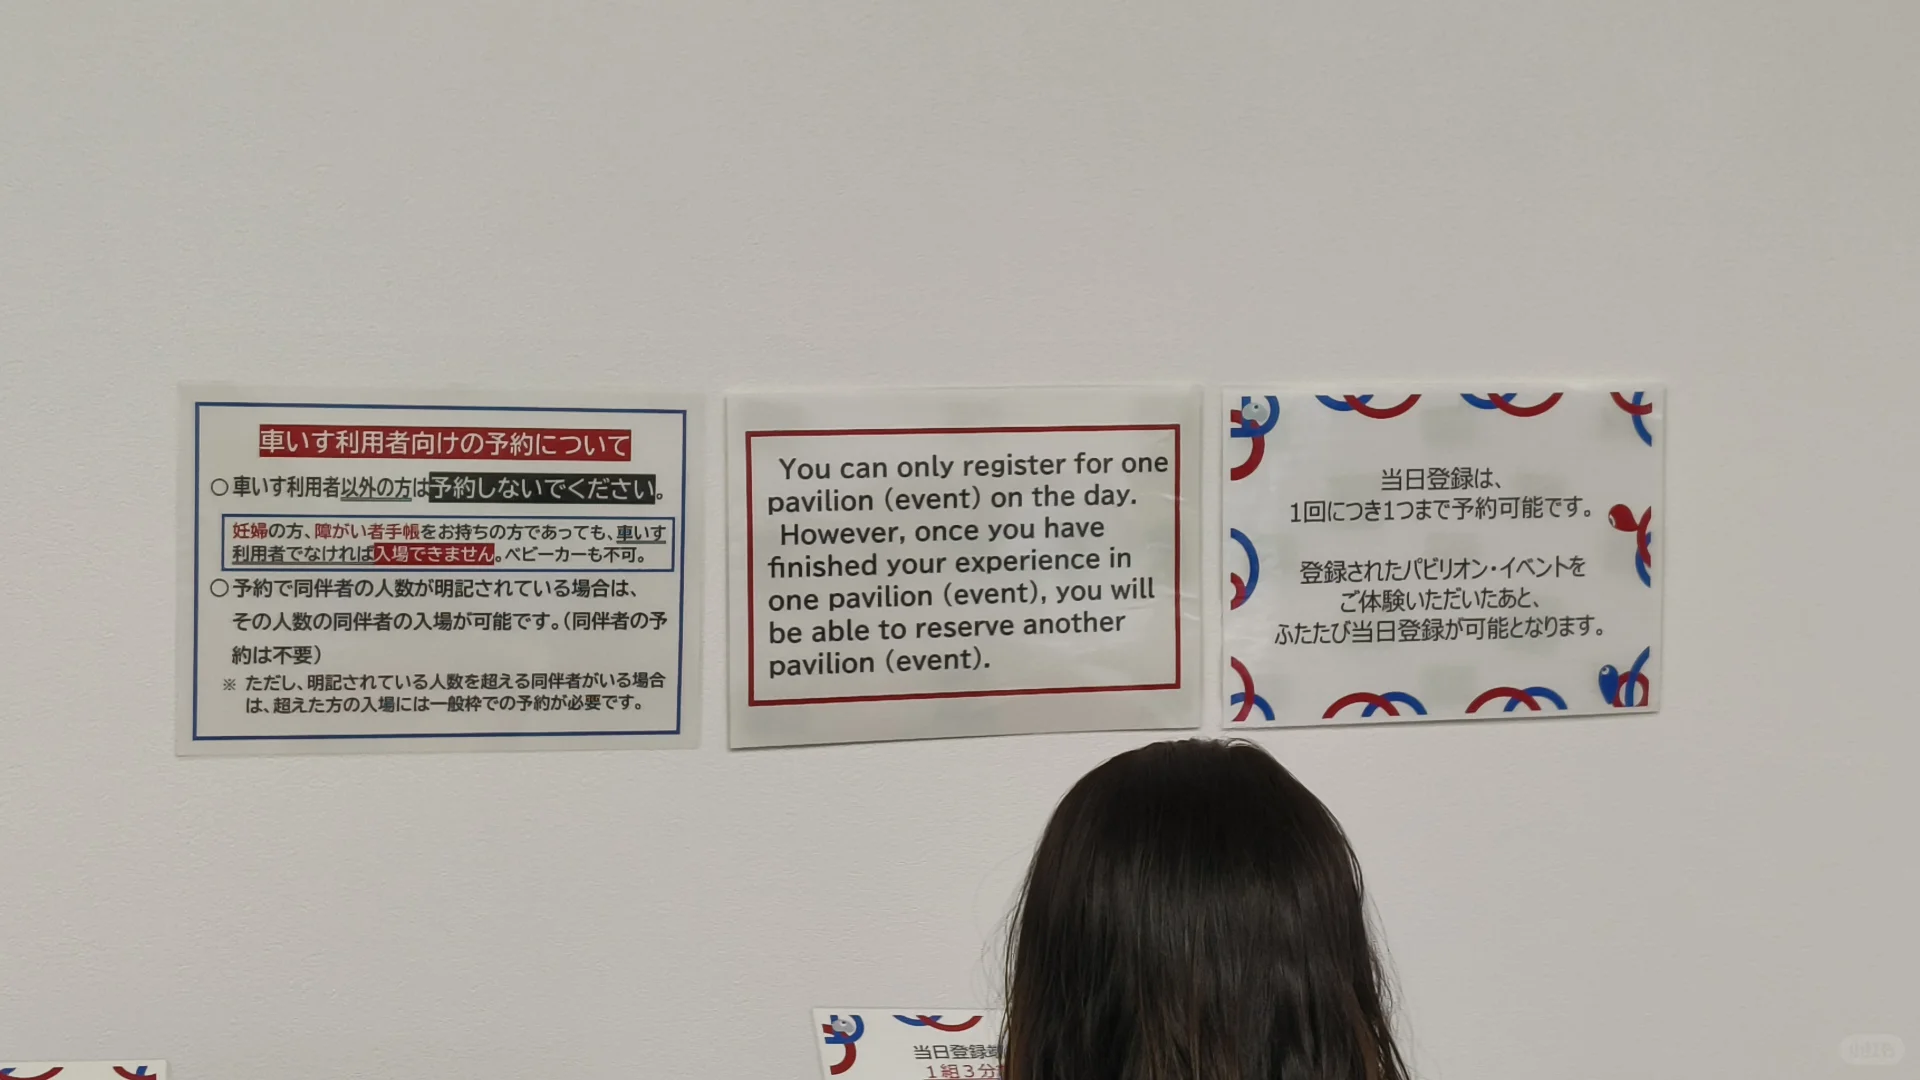 車いす利用者向けの予約について
○車いす利用者以外の方は予約しないでください。
妊婦の方、障がい者手帳をお持ちの方であっても、車いす
利用者でなければ入場できません。ベビーカーも不可。
○予約で同伴者の人数が明記されている場合は、
その人数の同伴者の入場が可能です。（同伴者の予
約は不要）
※ ただし、明記されている人数を超える同伴者がいる場合
は、超えた方の入場には一般枠での予約が必要です。
You can only register for one
pavilion (event) on the day.
However, once you have
finished your experience in
one pavilion (event), you will
be able to reserve another
pavilion (event).
当日登録は、
1回につき1つまで予約可能です。
登録されたパビリオン・イベントを
ご体験いただいたあと、
ふたたび当日登録が可能となります。
当日登録
1組3分